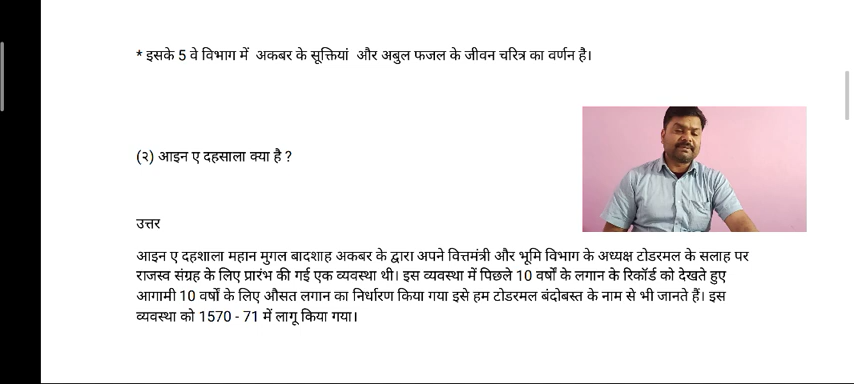 * इसके 5 वे विभाग में अकबर के सूक्तियां और अबुल फजल के जीवन चरित्र का वर्णन है।
(२) आइन ए दहसाला क्या है ?
उत्तर
आइन ए दहशाला महान मुगल बादशाह अकबर के द्वारा अपने वित्तमंत्री और भूमि विभाग के अध्यक्ष टोडरमल के सलाह पर
राजस्व संग्रह के लिए प्रारंभ की गई एक व्यवस्था थी। इस व्यवस्था में पिछले 10 वर्षों के लगान के रिकॉर्ड को देखते हुए
आगामी 10 वर्षों के लिए औसत लगान का निर्धारण किया गया इसे हम टोडरमल बंदोबस्त के नाम से भी जानते हैं। इस
व्यवस्था को 1570 - 71 में लागू किया गया।